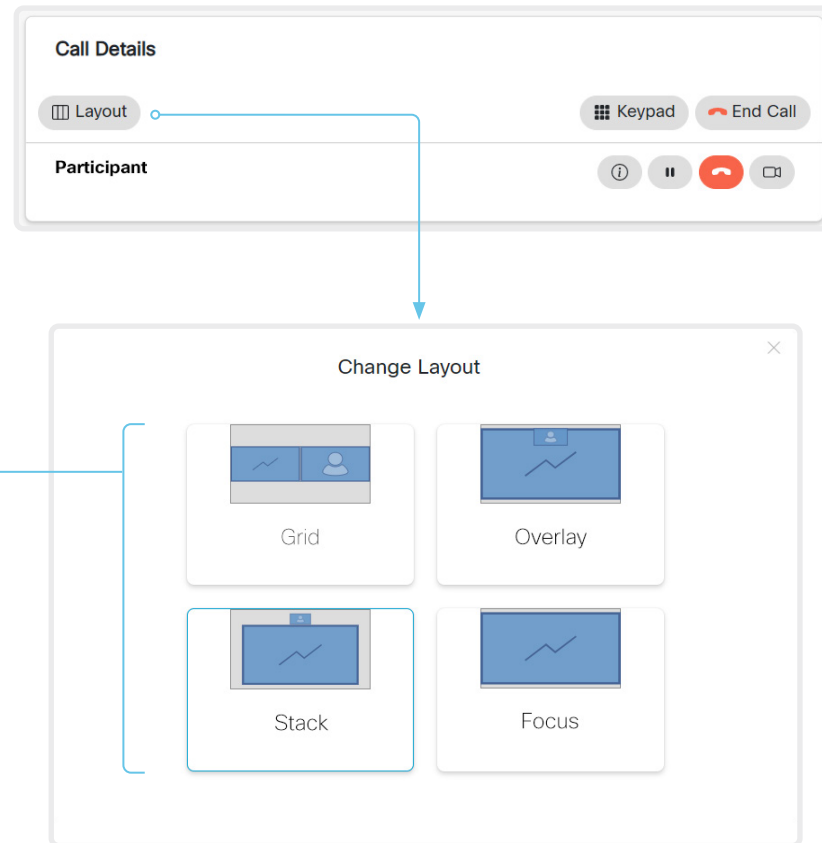 Call Details
Layout
Keypad
End Call
Participant
Change Layout
Grid
Overlay
Stack
Focus